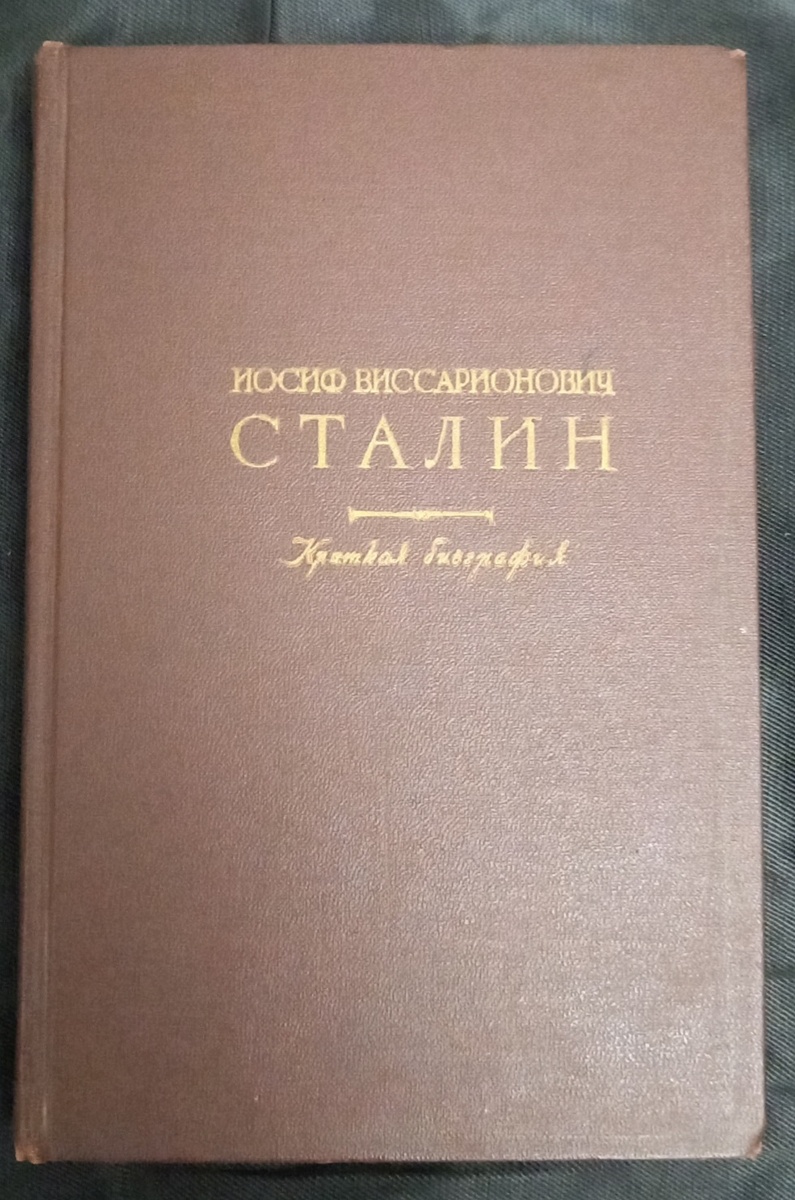 ИОСИФ ВИССАРИОНОВИЧ
СТАЛИН
Краткая биография